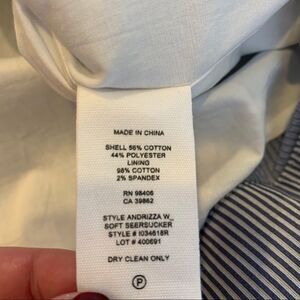 MADE IN CHINA
SHELL 56% COTTON
44% POLYESTER
LINING
98% COTTON
2% SPANDEX
RN 98406
CA 39862
STYLE ANDRIZZA W_
SOFT SEERSUCKER
STYLE # I034618R
LOT # 400691
DRY CLEAN ONLY
P